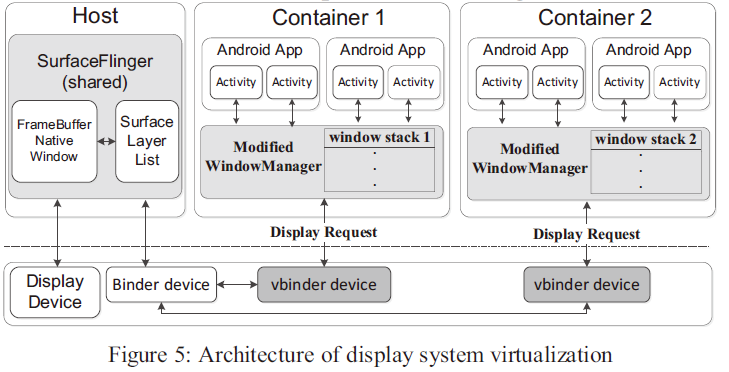 Host
Container 1
Container 2
SurfaceFlinger
(shared)
FrameBuffer
Native
Window
Surface
Layer
List
Android App
Android App
Activity
Activity
Activity
Activity
Modified
WindowManager
window stack 1
.
.
.
Android App
Android App
Activity
Activity
Activity
Activity
Modified
WindowManager
window stack 2
.
.
.
Display Request
Display Request
Display
Device
Binder device
vbinder device
vbinder device
Figure 5: Architecture of display system virtualization